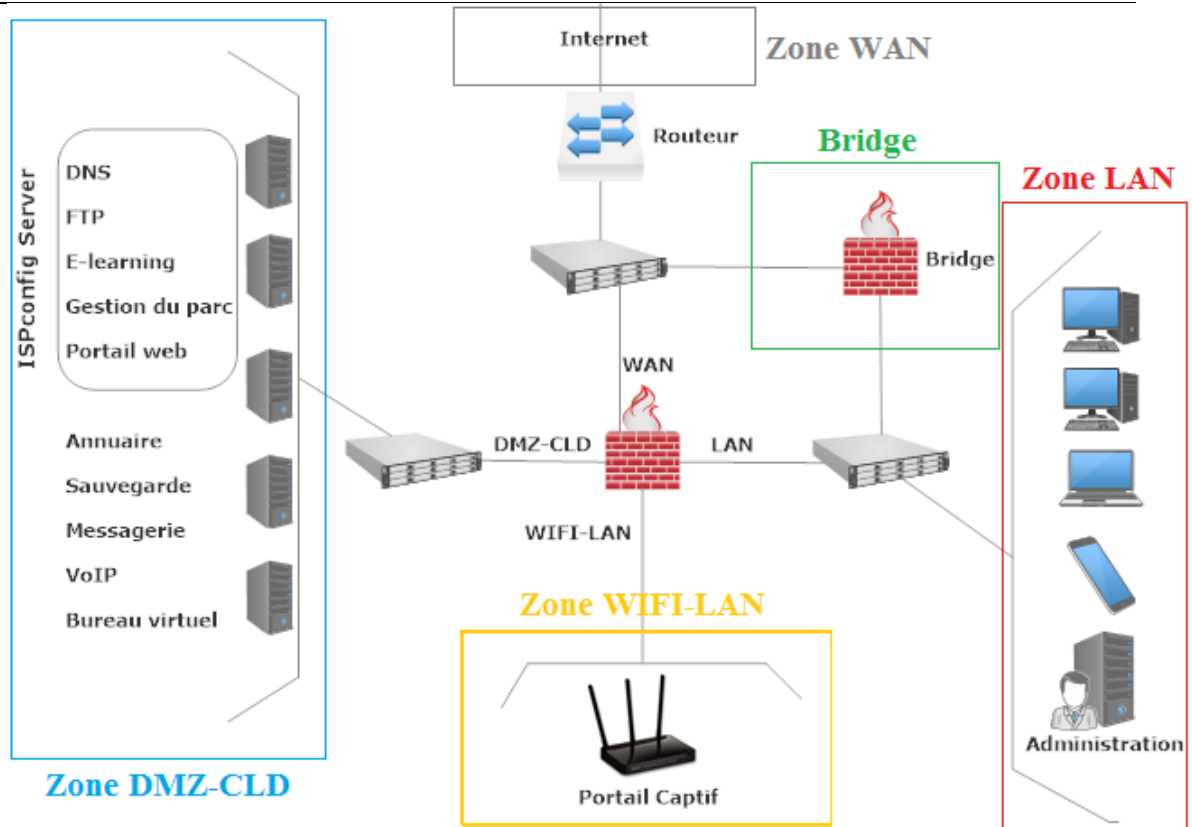 Internet
Zone WAN
Routeur
Bridge
Bridge
Zone LAN
ISPconfig Server
DNS
FTP
E-learning
Gestion du parc
Portail web
Annuaire
Sauvegarde
Messagerie
VoIP
Bureau virtuel
Zone DMZ-CLD
WAN
DMZ-CLD
LAN
WIFI-LAN
Zone WIFI-LAN
Portail Captif
Administration